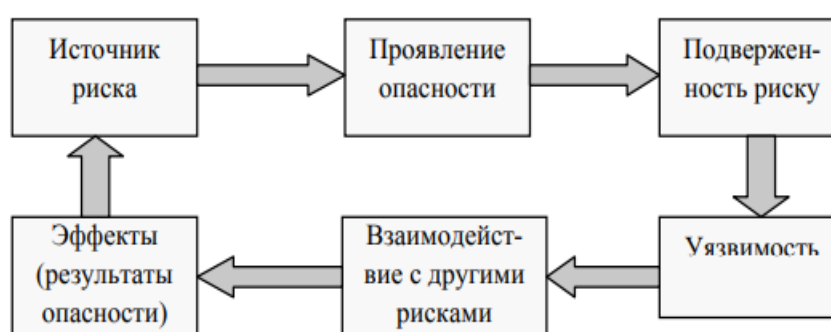 Источник
риска
Проявление
опасности
Подвержен-
ность риску
Эффекты
(результаты
опасности)
Взаимодейст-
вие с другими
рисками
Уязвимость